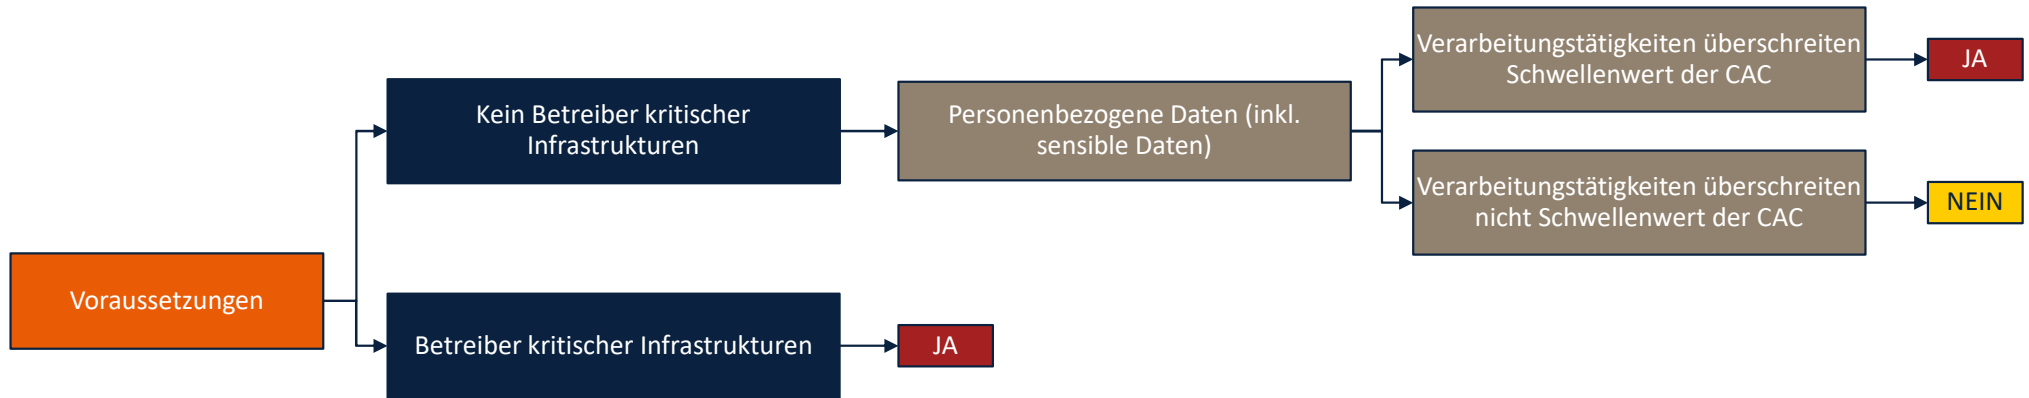 Voraussetzungen
Kein Betreiber kritischer
Infrastrukturen
Personenbezogene Daten (inkl.
sensible Daten)
Verarbeitungstätigkeiten überschreiten
Schwellenwert der CAC
JA
Verarbeitungstätigkeiten überschreiten
nicht Schwellenwert der CAC
NEIN
Betreiber kritischer Infrastrukturen
JA